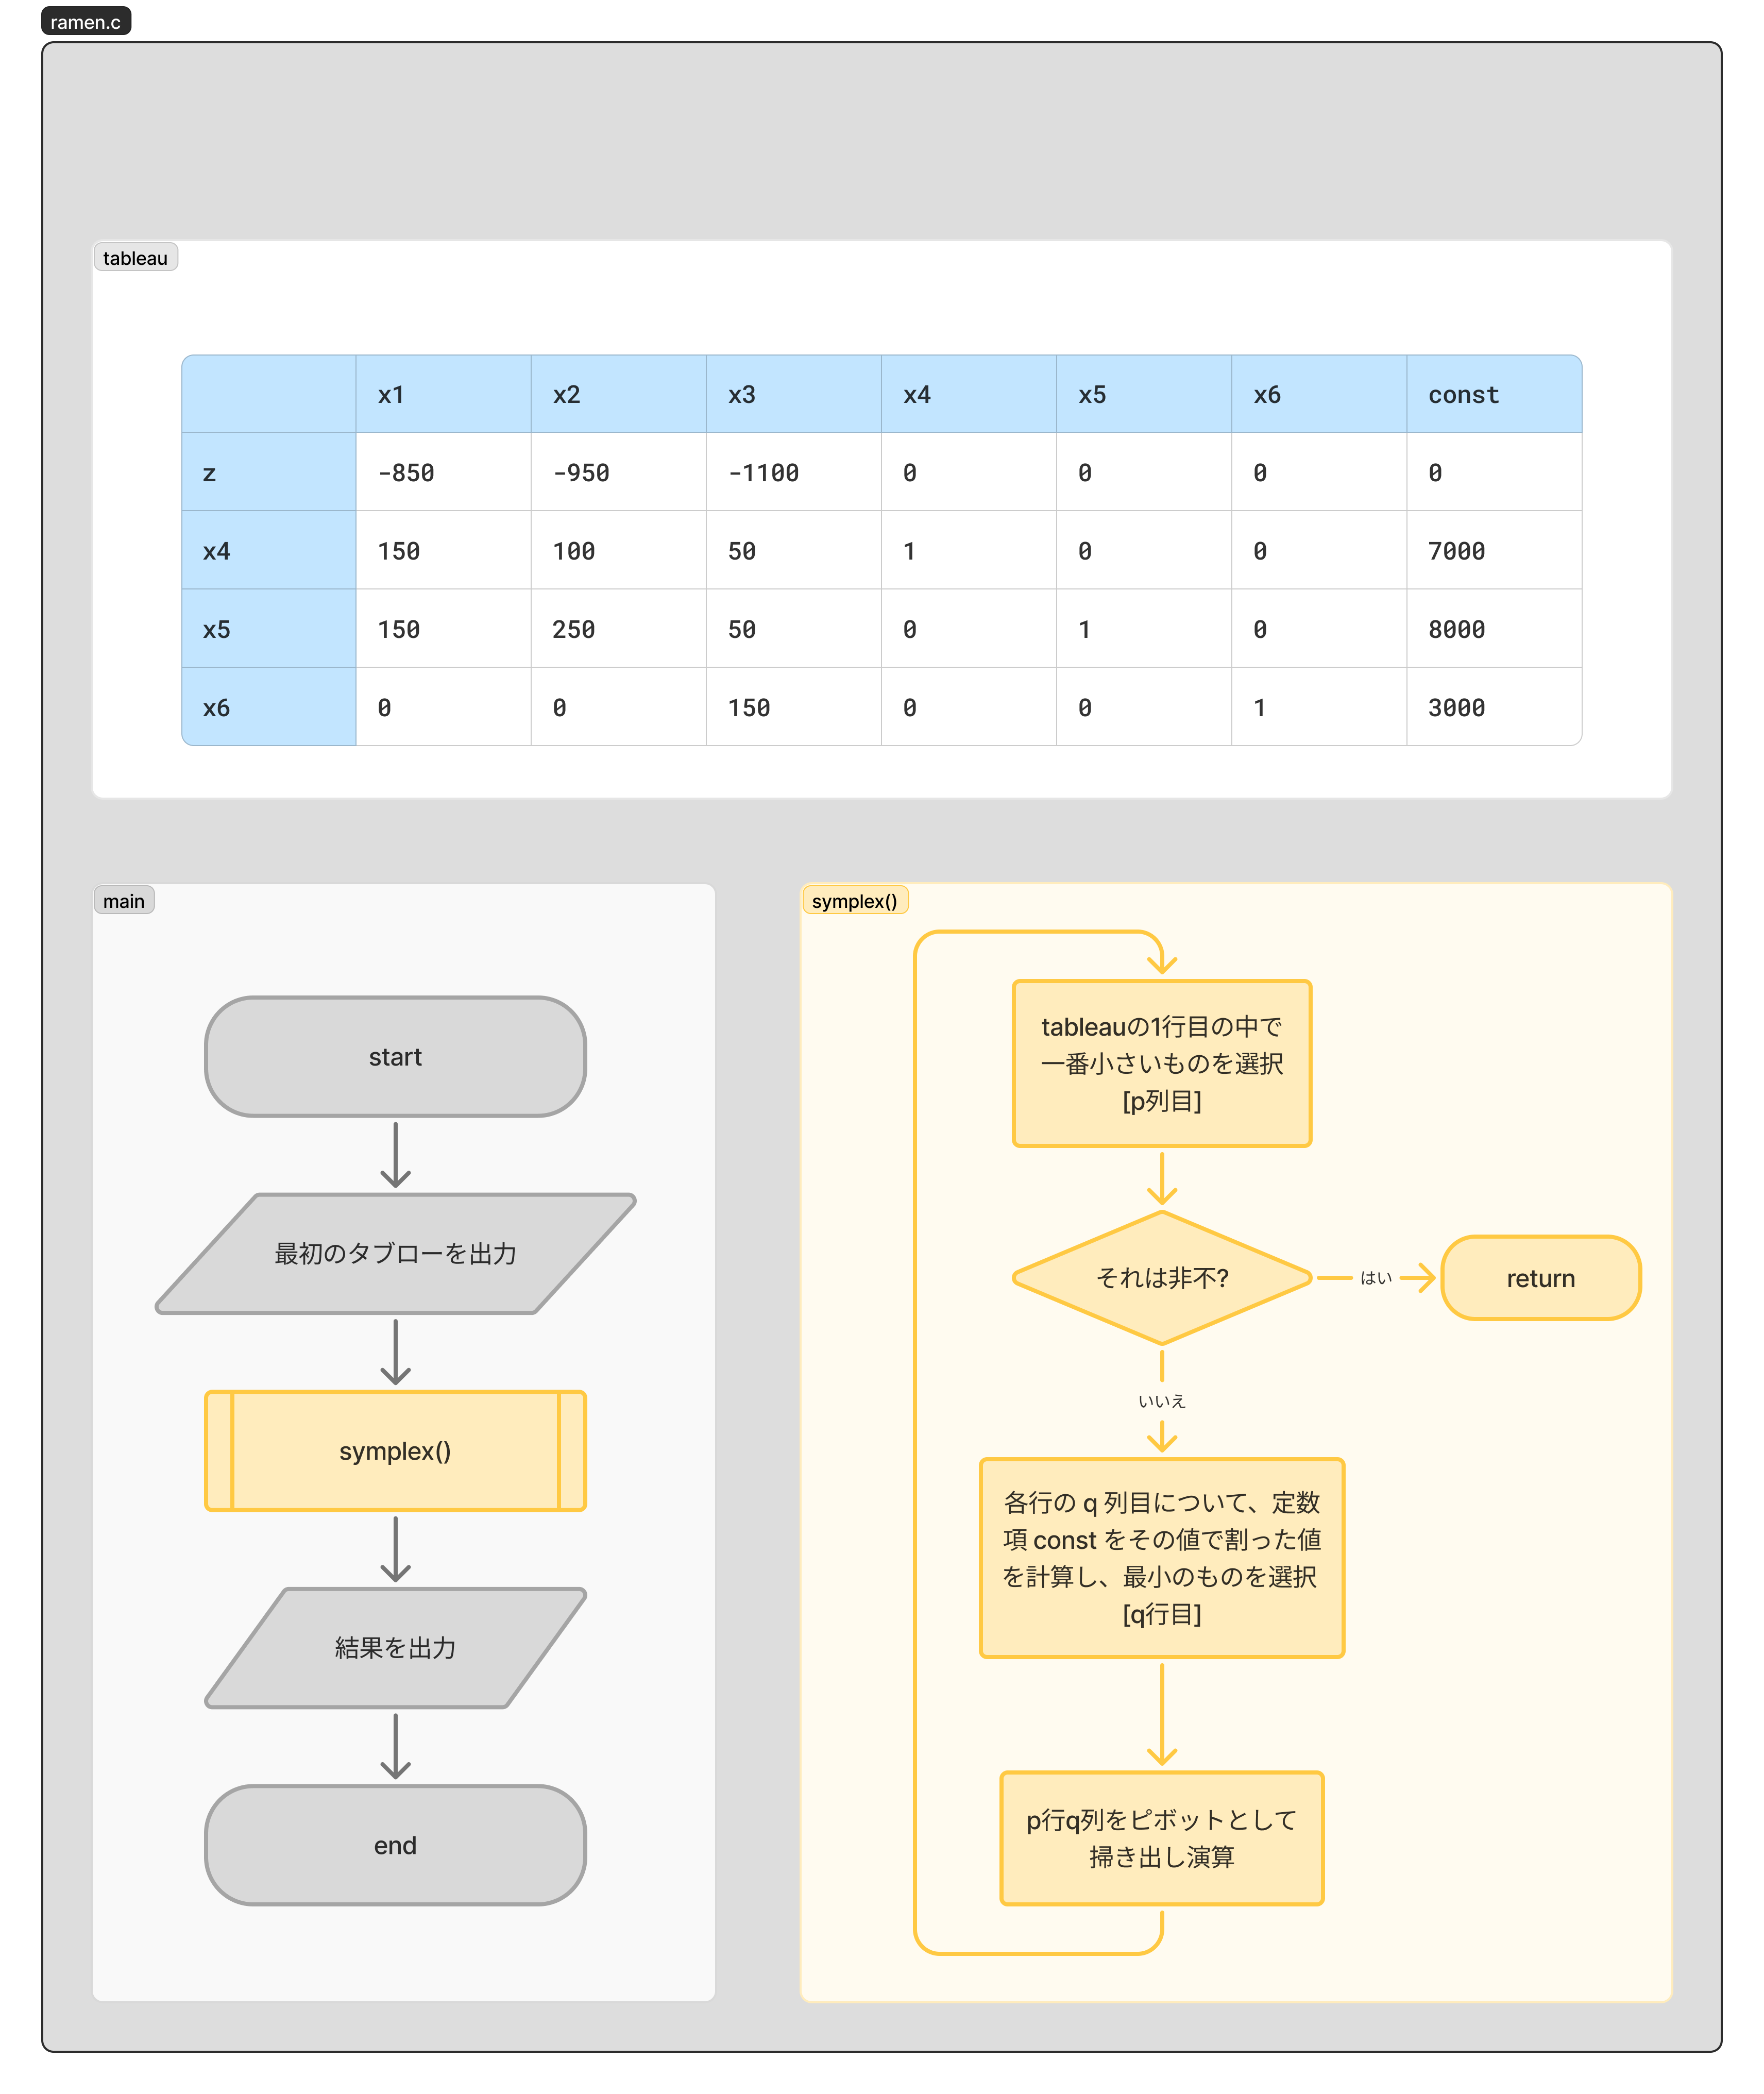 ramen.c
tableau
x1 x2 x3 x4 x5 x6 const
z -850 -950 -1100 0 0 0 0
x4 150 100 50 1 0 0 7000
x5 150 250 50 0 1 0 8000
x6 0 0 150 0 0 1 3000
main
start
最初のタブローを出力
symplex()
結果を出力
end
symplex()
tableauの1行目の中で
一番小さいものを選択
[p列目]
それは非不?
はい
return
いいえ
各行の q 列目について、定数
項 const をその値で割った値
を計算し、最小のものを選択
[q行目]
p行q列をピボットとして
掃き出し演算